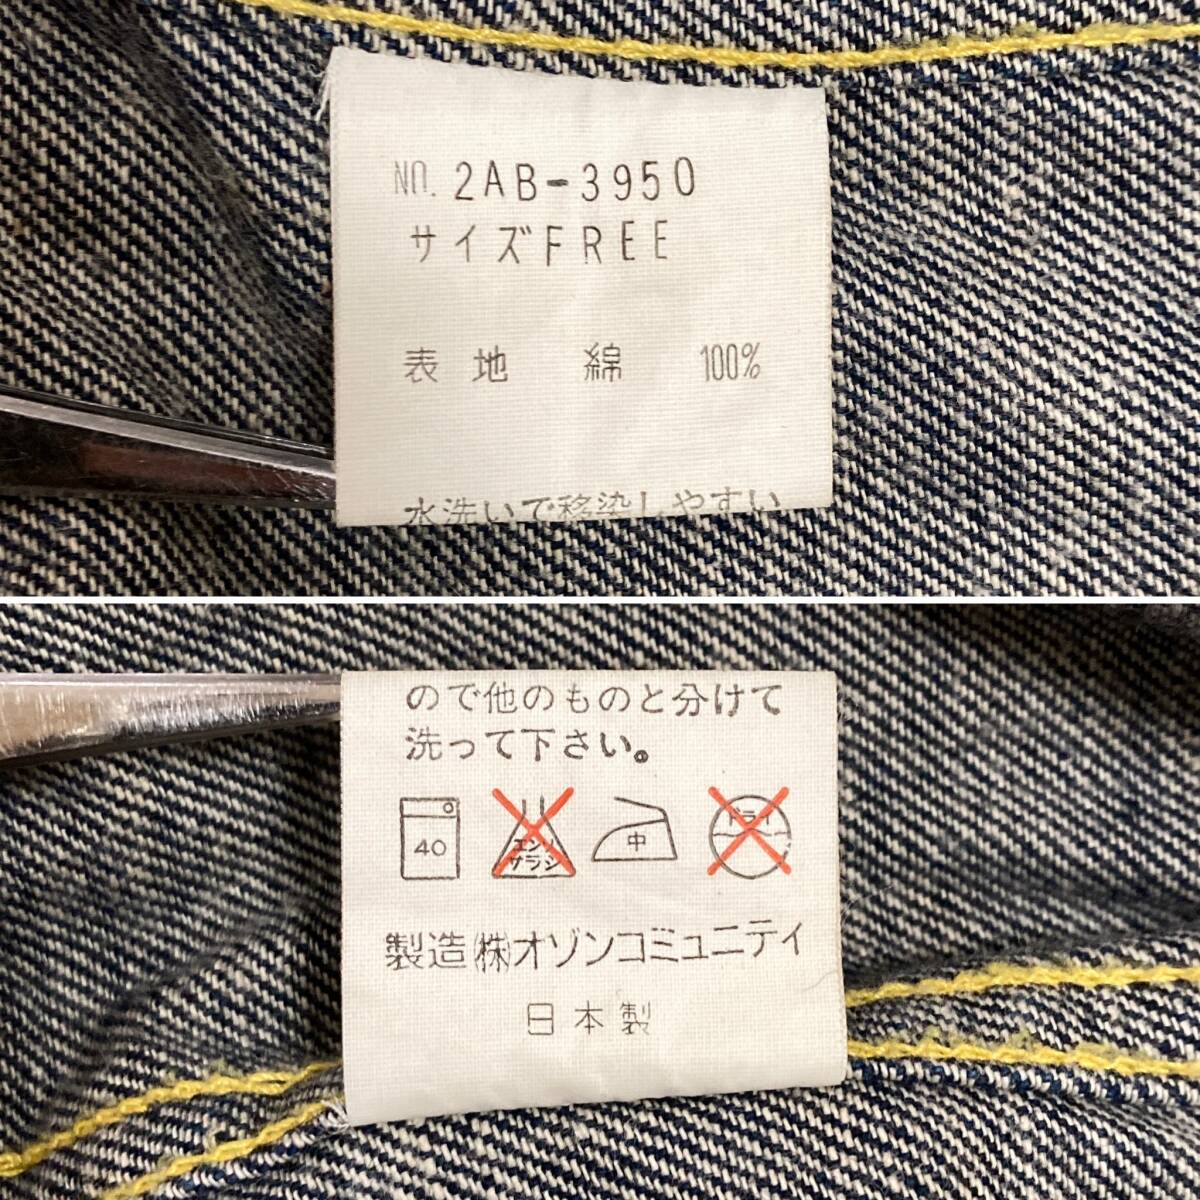 NO. 2AB-3950
サイズFREE
表地 綿 100%
水洗いで移染しやすい
ので他のものと分けて
洗って下さい。
40
エンソ
サラシ
中
ドライ
製造(株)オゾンコミュニティ
日本製